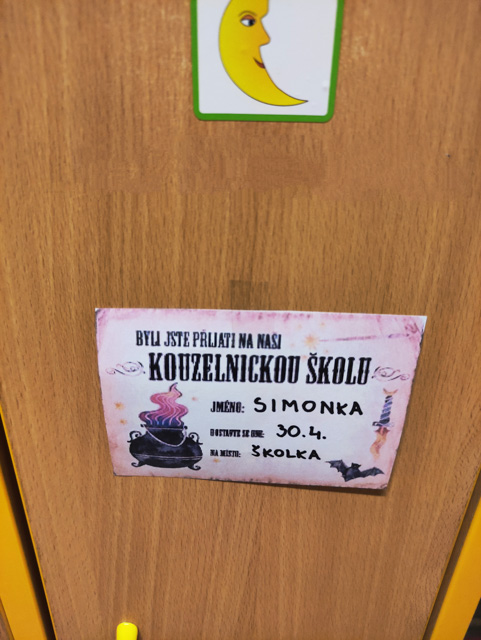 BYLI JSTE PŘIJATI NA NAŠI
KOUZELNICKOU ŠKOLU
JMÉNO: SIMONKA
DOSTAVTE SE DNE: 30.4.
NA MÍSTO: ŠKOLKA